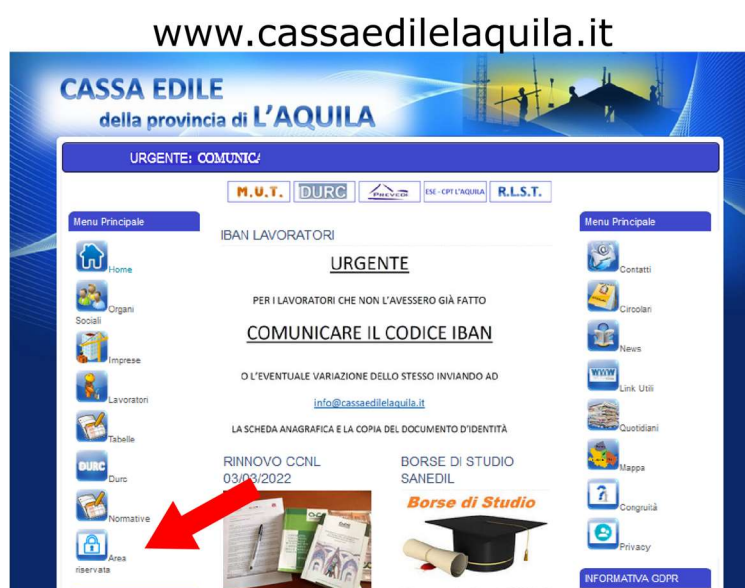 www.cassaedilelaquila.it
CASSA EDILE
della provincia di L'AQUILA
URGENTE: COMUNICA
M.U.T.
DURC
PREVEDI
ESE - CPT L'AQUILA
R.L.S.T.
Menu Principale
Home
Organi
Sociali
Imprese
Lavoratori
Tabelle
DURC
Durc
Normative
Area
riservata
IBAN LAVORATORI
URGENTE
PER I LAVORATORI CHE NON L'AVESSERO GIÀ FATTO
COMUNICARE IL CODICE IBAN
O L'EVENTUALE VARIAZIONE DELLO STESSO INVIANDO AD
info@cassaedilelaquila.it
LA SCHEDA ANAGRAFICA E LA COPIA DEL DOCUMENTO D'IDENTITÀ
RINNOVO CCNL
03/03/2022
BORSE DI STUDIO
SANEDIL
Borse di Studio
Menu Principale
Contatti
Circolari
News
WWW
Link Utili
Quotidiani
Mappa
Congruità
Privacy
INFORMATIVA GDPR